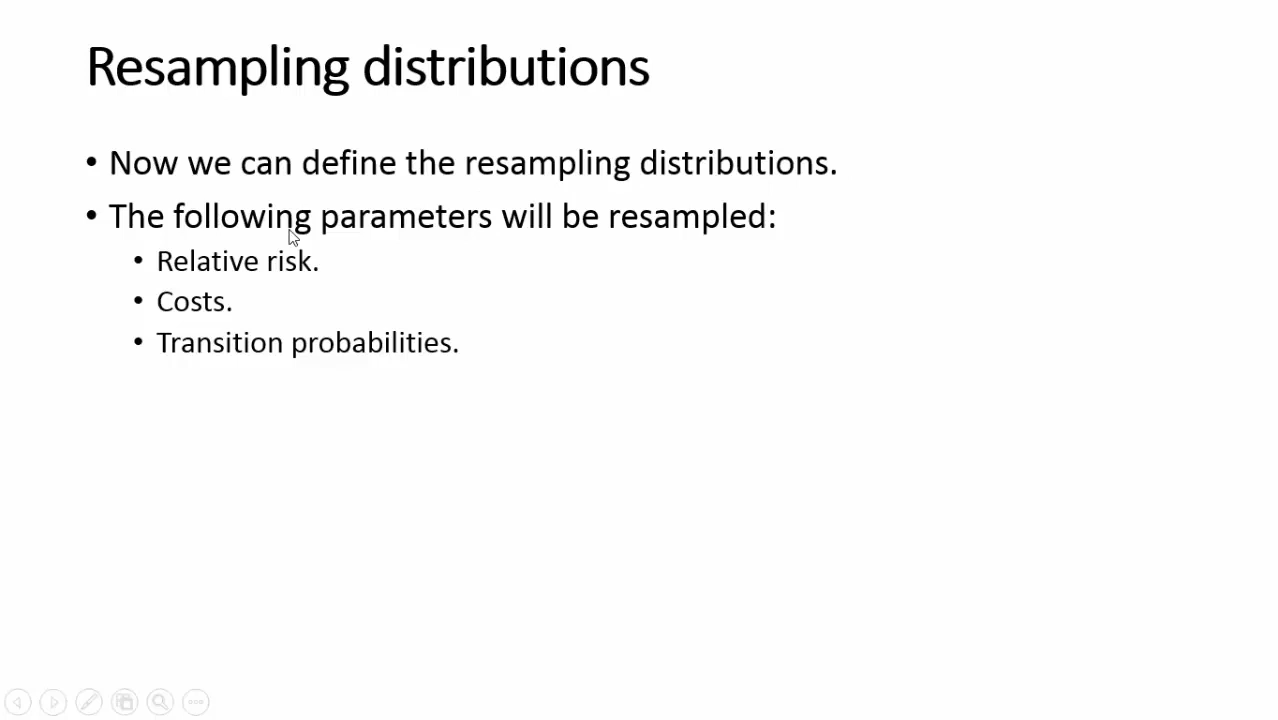 Resampling distributions
• Now we can define the resampling distributions.
• The following parameters will be resampled:
• Relative risk.
• Costs.
• Transition probabilities.